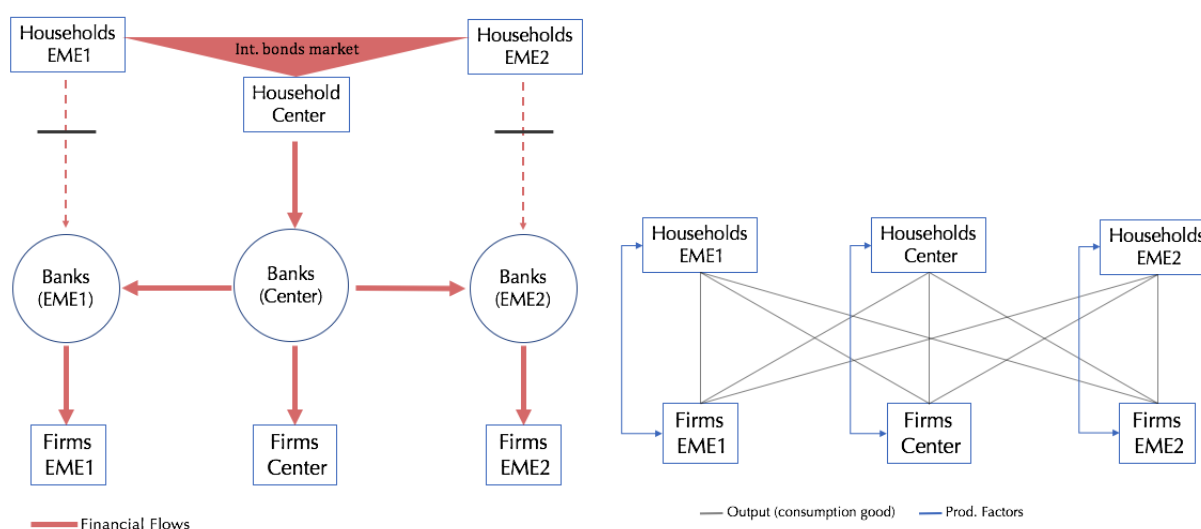 Households
EME1
Int. bonds market
Households
EME2
Household
Center
Banks
(EME1)
Banks
(Center)
Banks
(EME2)
Firms
EME1
Firms
Center
Firms
EME2
Financial Flows
Households
EME1
Households
Center
Households
EME2
Firms
EME1
Firms
Center
Firms
EME2
Output (consumption good)
Prod. Factors